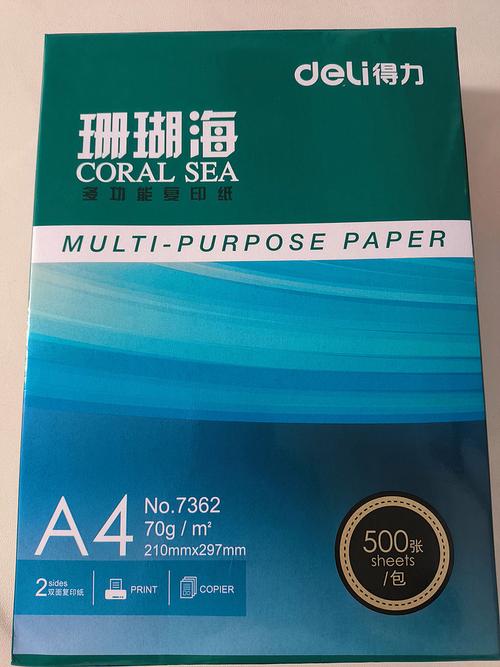 deli得力
珊瑚海
CORAL SEA
多功能复印纸
MULTI-PURPOSE PAPER
A4
No.7362
70g / m²
210mmx297mm
500张
sheets
/包
2 sides
双面复印纸
PRINT
COPIER